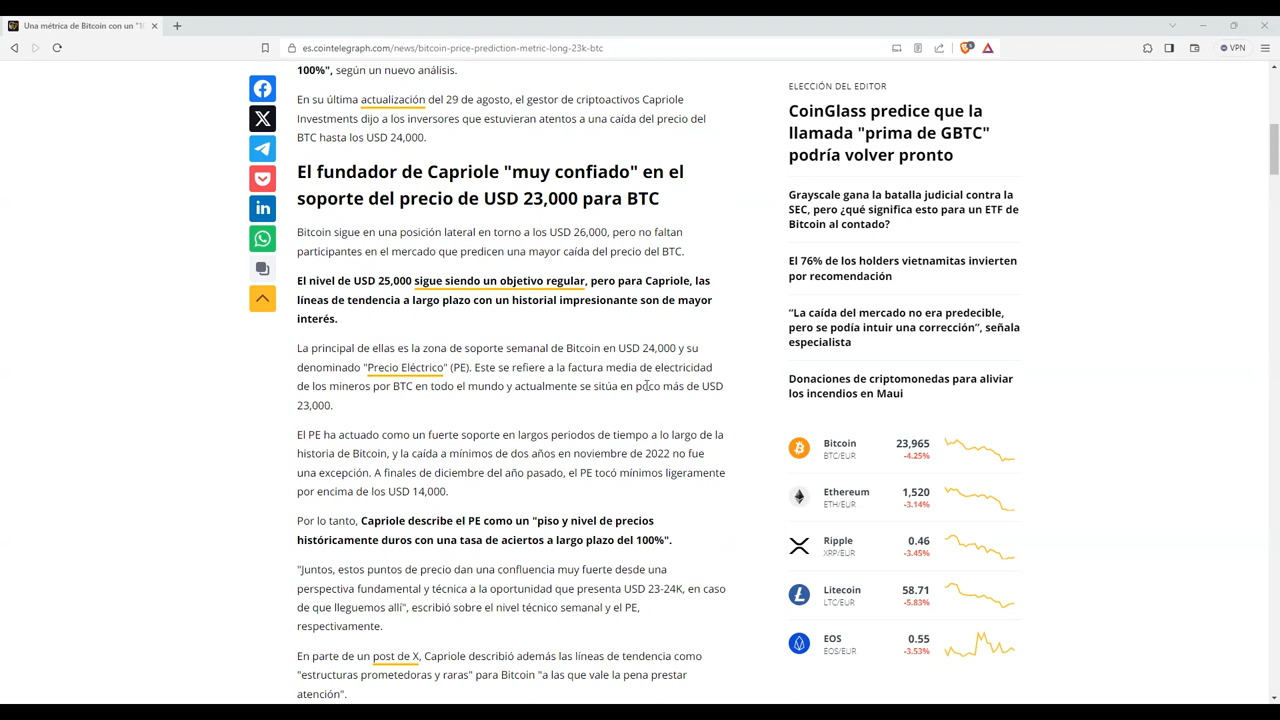 Una métrica de Bitcoin con un "10
es.cointelegraph.com/news/bitcoin-price-prediction-metric-long-23k-btc
VPN
100%", según un nuevo análisis.
En su última actualización del 29 de agosto, el gestor de criptoactivos Capriole
Investments dijo a los inversores que estuvieran atentos a una caída del precio del
BTC hasta los USD 24,000.
El fundador de Capriole "muy confiado" en el
soporte del precio de USD 23,000 para BTC
Bitcoin sigue en una posición lateral en torno a los USD 26,000, pero no faltan
participantes en el mercado que predicen una mayor caída del precio del BTC.
El nivel de USD 25,000 sigue siendo un objetivo regular, pero para Capriole, las
líneas de tendencia a largo plazo con un historial impresionante son de mayor
interés.
La principal de ellas es la zona de soporte semanal de Bitcoin en USD 24,000 y su
denominado "Precio Eléctrico" (PE). Este se refiere a la factura media de electricidad
de los mineros por BTC en todo el mundo y actualmente se sitúa en poco más de USD
23,000.
El PE ha actuado como un fuerte soporte en largos periodos de tiempo a lo largo de la
historia de Bitcoin, y la caída a mínimos de dos años en noviembre de 2022 no fue
una excepción. A finales de diciembre del año pasado, el PE tocó mínimos ligeramente
por encima de los USD 14,000.
Por lo tanto, Capriole describe el PE como un "piso y nivel de precios
históricamente duros con una tasa de aciertos a largo plazo del 100%".
"Juntos, estos puntos de precio dan una confluencia muy fuerte desde una
perspectiva fundamental y técnica a la oportunidad que presenta USD 23-24K, en caso
de que lleguemos allí", escribió sobre el nivel técnico semanal y el PE,
respectivamente.
En parte de un post de X, Capriole describió además las líneas de tendencia como
"estructuras prometedoras y raras" para Bitcoin "a las que vale la pena prestar
atención".
ELECCIÓN DEL EDITOR
CoinGlass predice que la
llamada "prima de GBTC"
podría volver pronto
Grayscale gana la batalla judicial contra la
SEC, pero ¿qué significa esto para un ETF de
Bitcoin al contado?
El 76% de los holders vietnamitas invierten
por recomendación
“La caída del mercado no era predecible,
pero se podía intuir una corrección”, señala
especialista
Donaciones de criptomonedas para aliviar
los incendios en Maui
Bitcoin 23,965
BTC/EUR -4.25%
Ethereum 1,520
ETH/EUR -3.14%
Ripple 0.46
XRP/EUR -3.45%
Litecoin 58.71
LTC/EUR -5.83%
EOS 0.55
EOS/EUR -3.53%